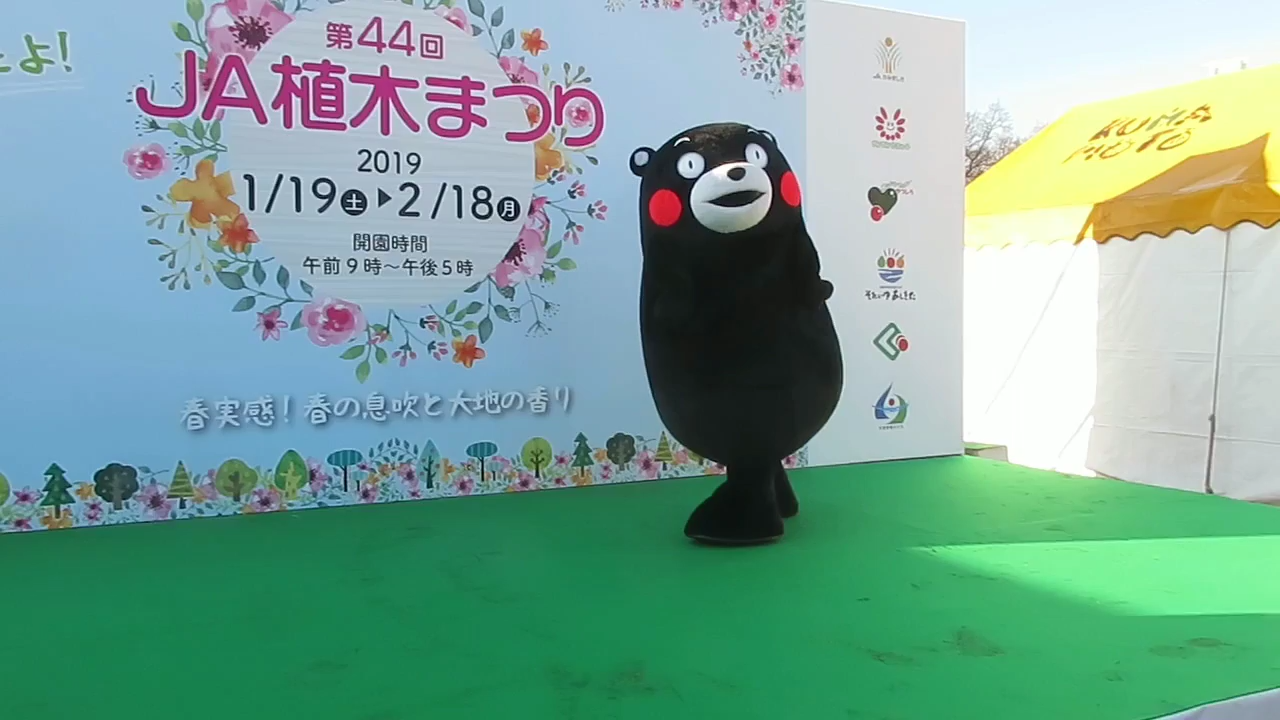 とよ!
第44回
JA植木まつり
2019
1/19土▶2/18月
開園時間
午前9時～午後5時
春実感!春の息吹と大地の香り
KUMAMOTO